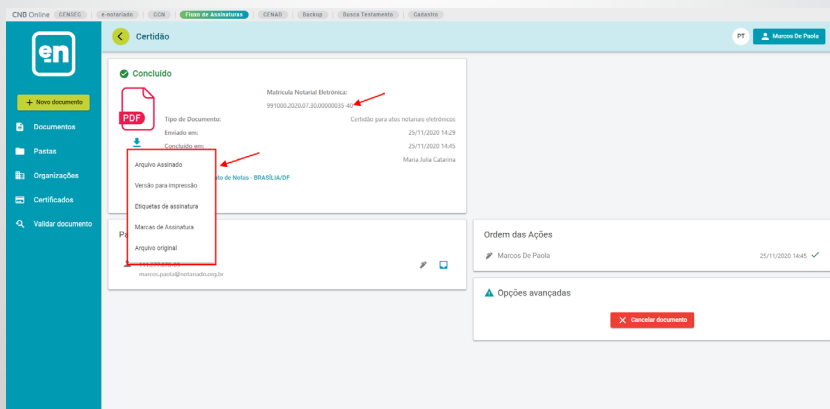 CNB Online CENSEC e-notariado CCN Fluxo de Assinaturas CENAD Backup Busca Testamento Cadastro
en
Certidão
PT Marcos De Paola
+ Novo documento
Documentos
Pastas
Organizações
Certificados
Validar documento
Concluído
PDF
Matrícula Notarial Eletrônica:
991000.2020.07.30.00000035-40
Tipo de Documento: Certidão para atos notariais eletrônicos
Enviado em: 25/11/2020 14:29
Concluído em: 25/11/2020 14:45
Maria Julia Catarina
de Notas - BRASÍLIA/DF
Arquivo Assinado
Versão para impressão
Etiquetas de assinatura
Marcas de Assinatura
Arquivo original
Pa
marcos.paola@notariado.org.br
Ordem das Ações
Marcos De Paola 25/11/2020 14:45
Opções avançadas
Cancelar documento